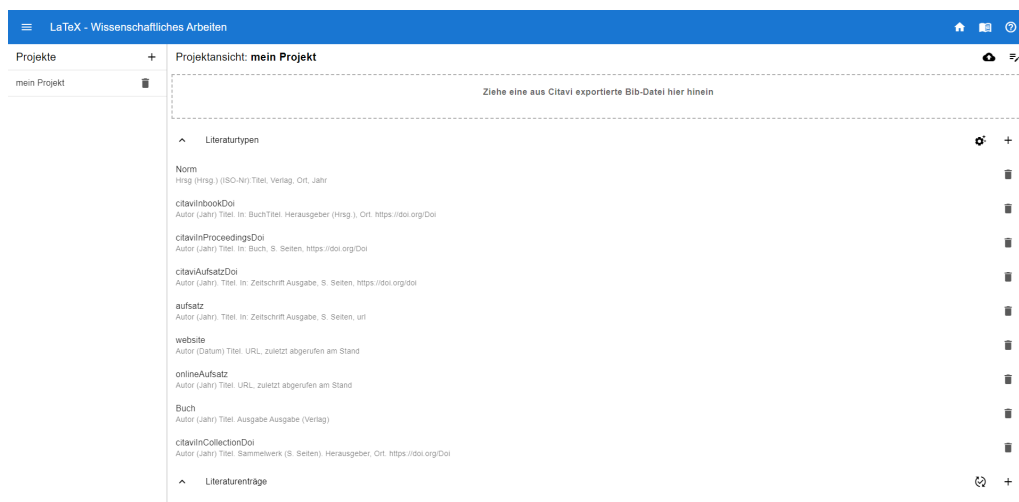 LaTeX - Wissenschaftliches Arbeiten
Projekte
mein Projekt
Projektansicht: mein Projekt
Ziehe eine aus Citavi exportierte Bib-Datei hier hinein
Literaturtypen
Norm
Hrsg (Hrsg.) (ISO-Nr):Titel, Verlag, Ort, Jahr
citaviInbookDoi
Autor (Jahr) Titel. In: BuchTitel. Herausgeber (Hrsg.), Ort. https://doi.org/Doi
citaviInProceedingsDoi
Autor (Jahr) Titel. In: Buch, S. Seiten, https://doi.org/Doi
citaviAufsatzDoi
Autor (Jahr). Titel. In: Zeitschrift Ausgabe, S. Seiten, https://doi.org/doi
aufsatz
Autor (Jahr). Titel. In: Zeitschrift Ausgabe, S. Seiten, url
website
Autor (Datum) Titel. URL, zuletzt abgerufen am Stand
onlineAufsatz
Autor (Jahr) Titel. URL, zuletzt abgerufen am Stand
Buch
Autor (Jahr) Titel. Ausgabe Ausgabe (Verlag)
citaviInCollectionDoi
Autor (Jahr) Titel. Sammelwerk (S. Seiten). Herausgeber, Ort. https://doi.org/Doi
Literaturenträge